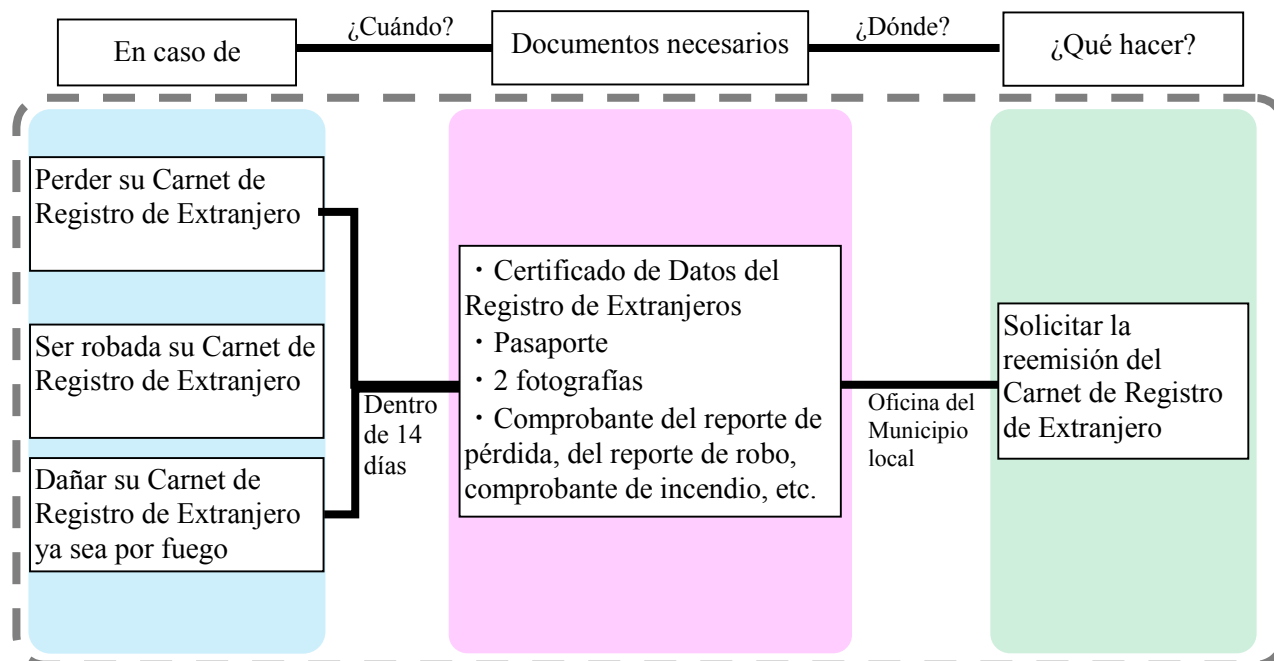 En caso de
¿Cuándo?
Documentos necesarios
¿Dónde?
¿Qué hacer?
Perder su Carnet de
Registro de Extranjero
Ser robada su Carnet de
Registro de Extranjero
Dañar su Carnet de
Registro de Extranjero
ya sea por fuego
Dentro
de 14
días
・Certificado de Datos del
Registro de Extranjeros
・Pasaporte
・2 fotografías
・Comprobante del reporte de
pérdida, del reporte de robo,
comprobante de incendio, etc.
Oficina del
Municipio
local
Solicitar la
reemisión del
Carnet de Registro
de Extranjero